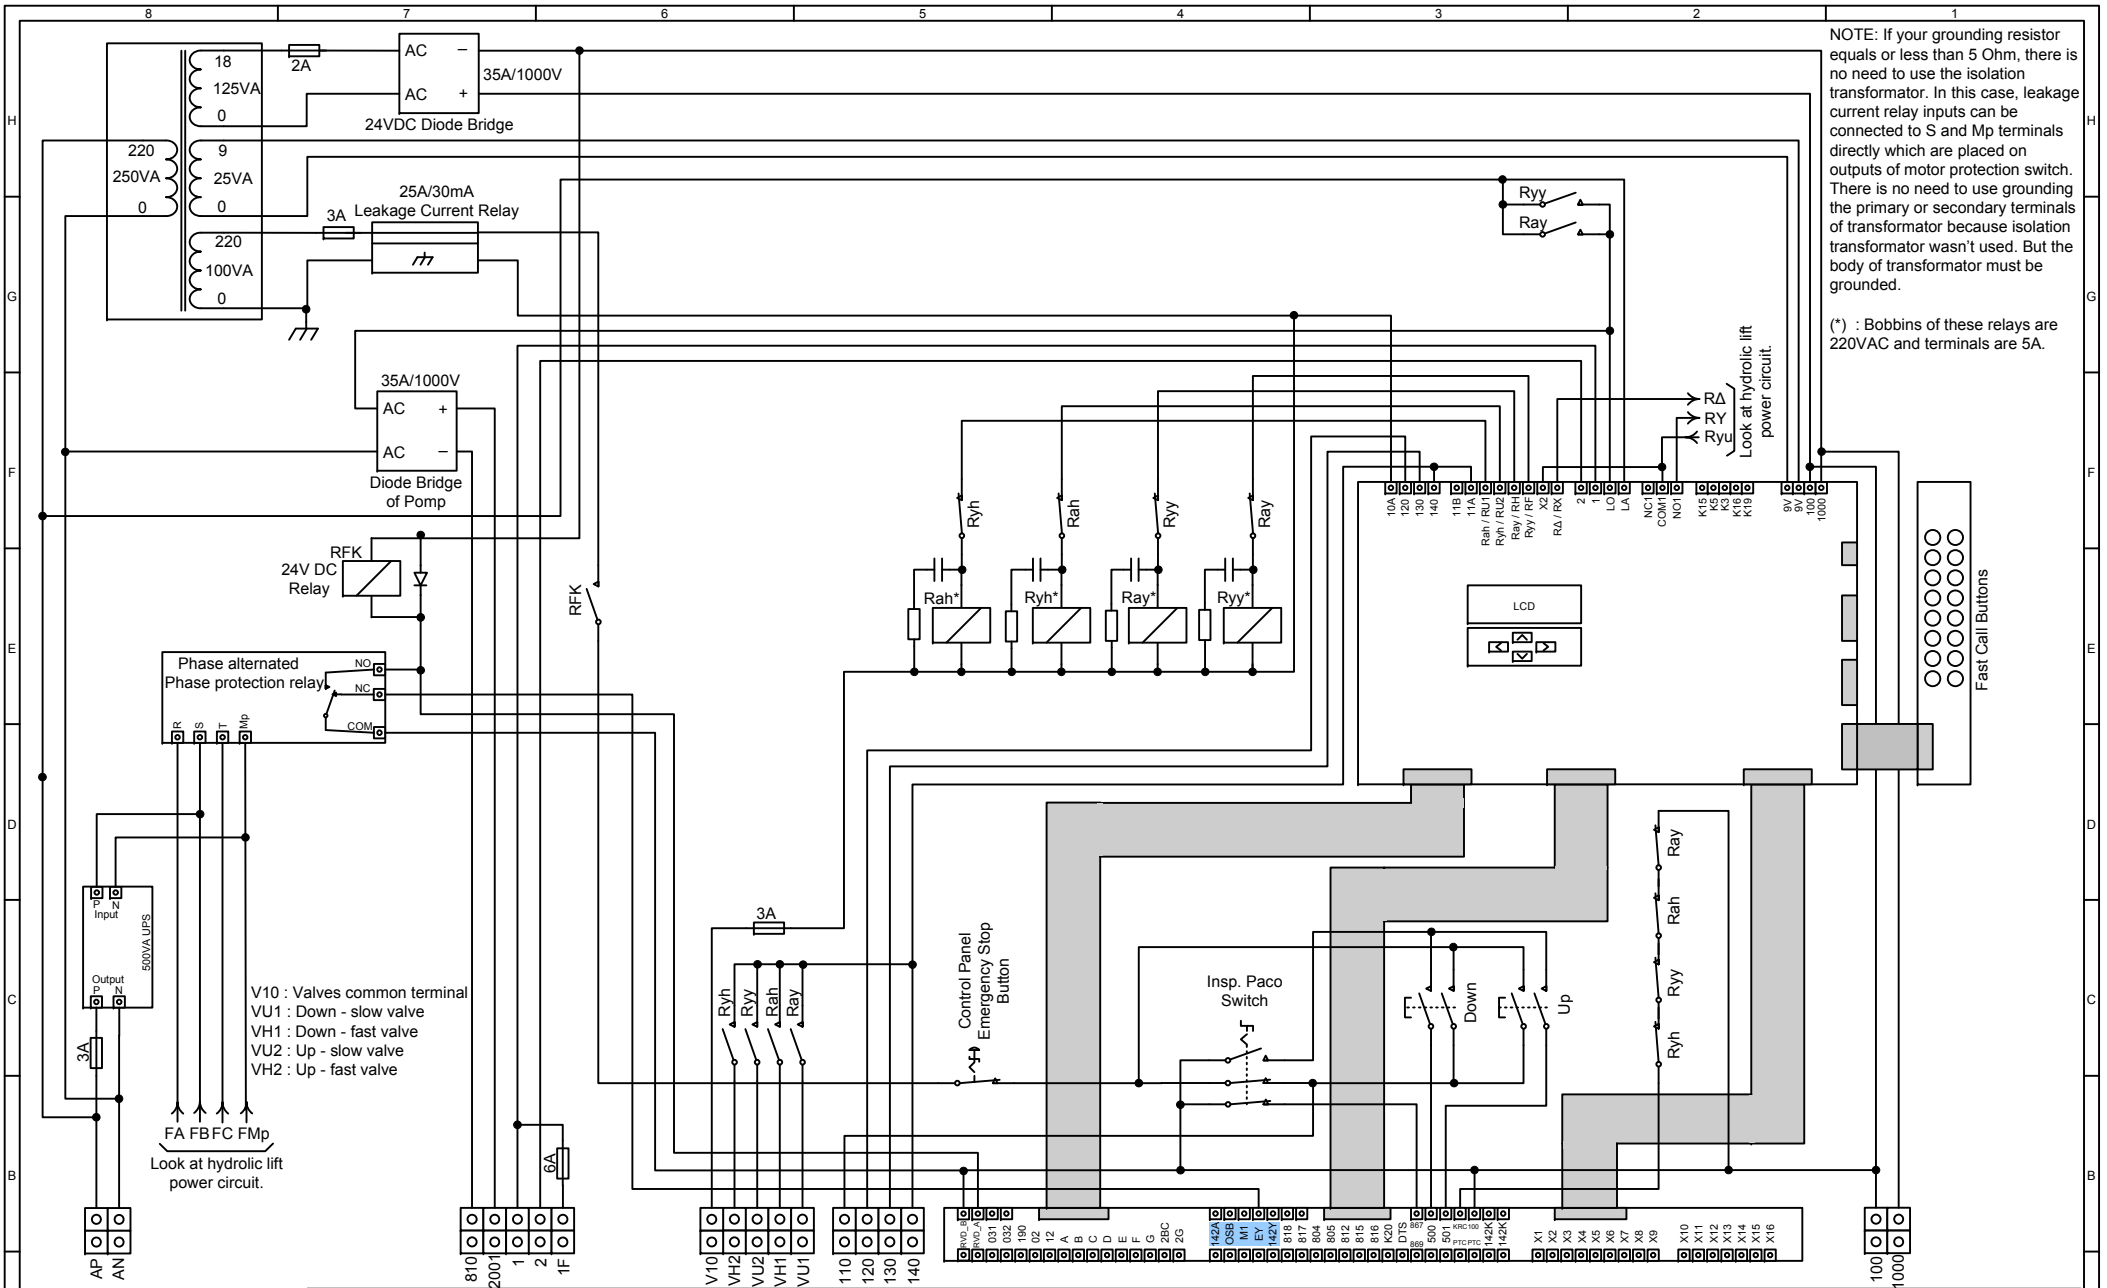 8 7 6 5 4 3 2 1
H
G
F
E
D
C
B
H
G
F
E
D
C
B
NOTE: If your grounding resistor
equals or less than 5 Ohm, there is
no need to use the isolation
transformator. In this case, leakage
current relay inputs can be
connected to S and Mp terminals
directly which are placed on
outputs of motor protection switch.
There is no need to use grounding
the primary or secondary terminals
of transformator because isolation
transformator wasn't used. But the
body of transformator must be
grounded.
(*) : Bobbins of these relays are
220VAC and terminals are 5A.
18
125VA
0
220
250VA
0
9
25VA
0
220
100VA
0
2A
AC −
AC +
35A/1000V
24VDC Diode Bridge
25A/30mA
Leakage Current Relay
3A
35A/1000V
AC +
AC −
Diode Bridge
of Pomp
RFK
24V DC
Relay
RFK
Phase alternated
Phase protection relay
NO
NC
COM
R
S
T
Mp
P N
Input
500VA UPS
Output
P N
3A
V10 : Valves common terminal
VU1 : Down - slow valve
VH1 : Down - fast valve
VU2 : Up - slow valve
VH2 : Up - fast valve
FA FB FC FMp
Look at hydrolic lift
power circuit.
AP
AN
810
2001
1
2
1F
6A
3A
Ryh
Ryy
Rah
Ray
V10
VH2
VU2
VH1
VU1
110
120
130
140
Ryh
Rah
Ryy
Ray
Rah*
Ryh*
Ray*
Ryy*
Ryy
Ray
RΔ
RY
Ryu
Look at hydrolic lift
power circuit.
10A
120
130
140
11B
11A
Rah / RU1
Ryh / RU2
Ray / RH
Ryy / RF
X2
RΔ / RX
2
1
LO
LA
NC1
COM1
NO1
K15
K5
K3
K16
K19
9V
9V
100
1000
LCD
Fast Call Buttons
Control Panel
Emergency Stop
Button
Insp. Paco
Switch
Down
Up
Ray
Rah
Ryy
Ryh
RVD_B
RVD_A
031
032
190
02
12
A
B
C
D
E
F
G
2BC
2G
142A
OSB
M1
EY
142Y
818
817
804
805
812
815
816
K20
DTS
867
869
500
501
KRC
100
PTC
PTC
142K
142K
X1
X2
X3
X4
X5
X6
X7
X8
X9
X10
X11
X12
X13
X14
X15
X16
100
1000